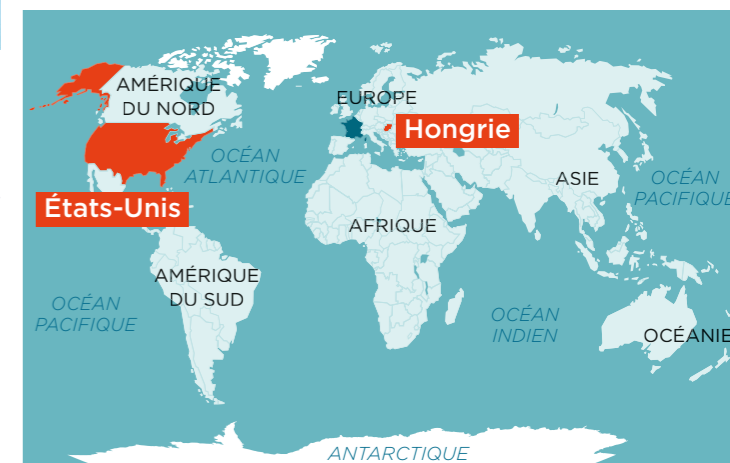 AMÉRIQUE
DU NORD
EUROPE
Hongrie
OCÉAN
ATLANTIQUE
ASIE
OCÉAN
PACIFIQUE
États-Unis
AFRIQUE
AMÉRIQUE
DU SUD
OCÉAN
PACIFIQUE
OCÉAN
INDIEN
OCÉANIE
ANTARCTIQUE